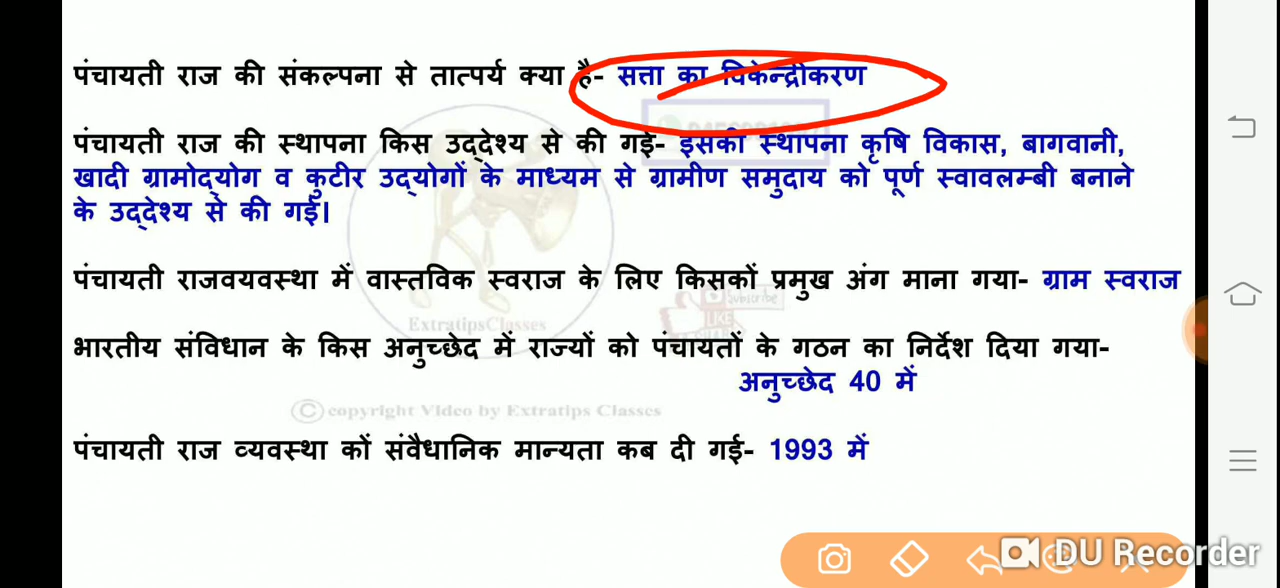 पंचायती राज की संकल्पना से तात्पर्य क्या है- सत्ता का विकेन्द्रीकरण
पंचायती राज की स्थापना किस उद्देश्य से की गई- इसकी स्थापना कृषि विकास, बागवानी,
खादी ग्रामोद्योग व कुटीर उद्योगों के माध्यम से ग्रामीण समुदाय को पूर्ण स्वावलम्बी बनाने
के उद्देश्य से की गई।
पंचायती राजवयवस्था में वास्तविक स्वराज के लिए किसकों प्रमुख अंग माना गया- ग्राम स्वराज
Subscribe
LIKE
ExtratipsClasses
भारतीय संविधान के किस अनुच्छेद में राज्यों को पंचायतों के गठन का निर्देश दिया गया-
अनुच्छेद 40 में
©copyright Video by Extratips Classes
पंचायती राज व्यवस्था कों संवैधानिक मान्यता कब दी गई- 1993 में
DU Recorder